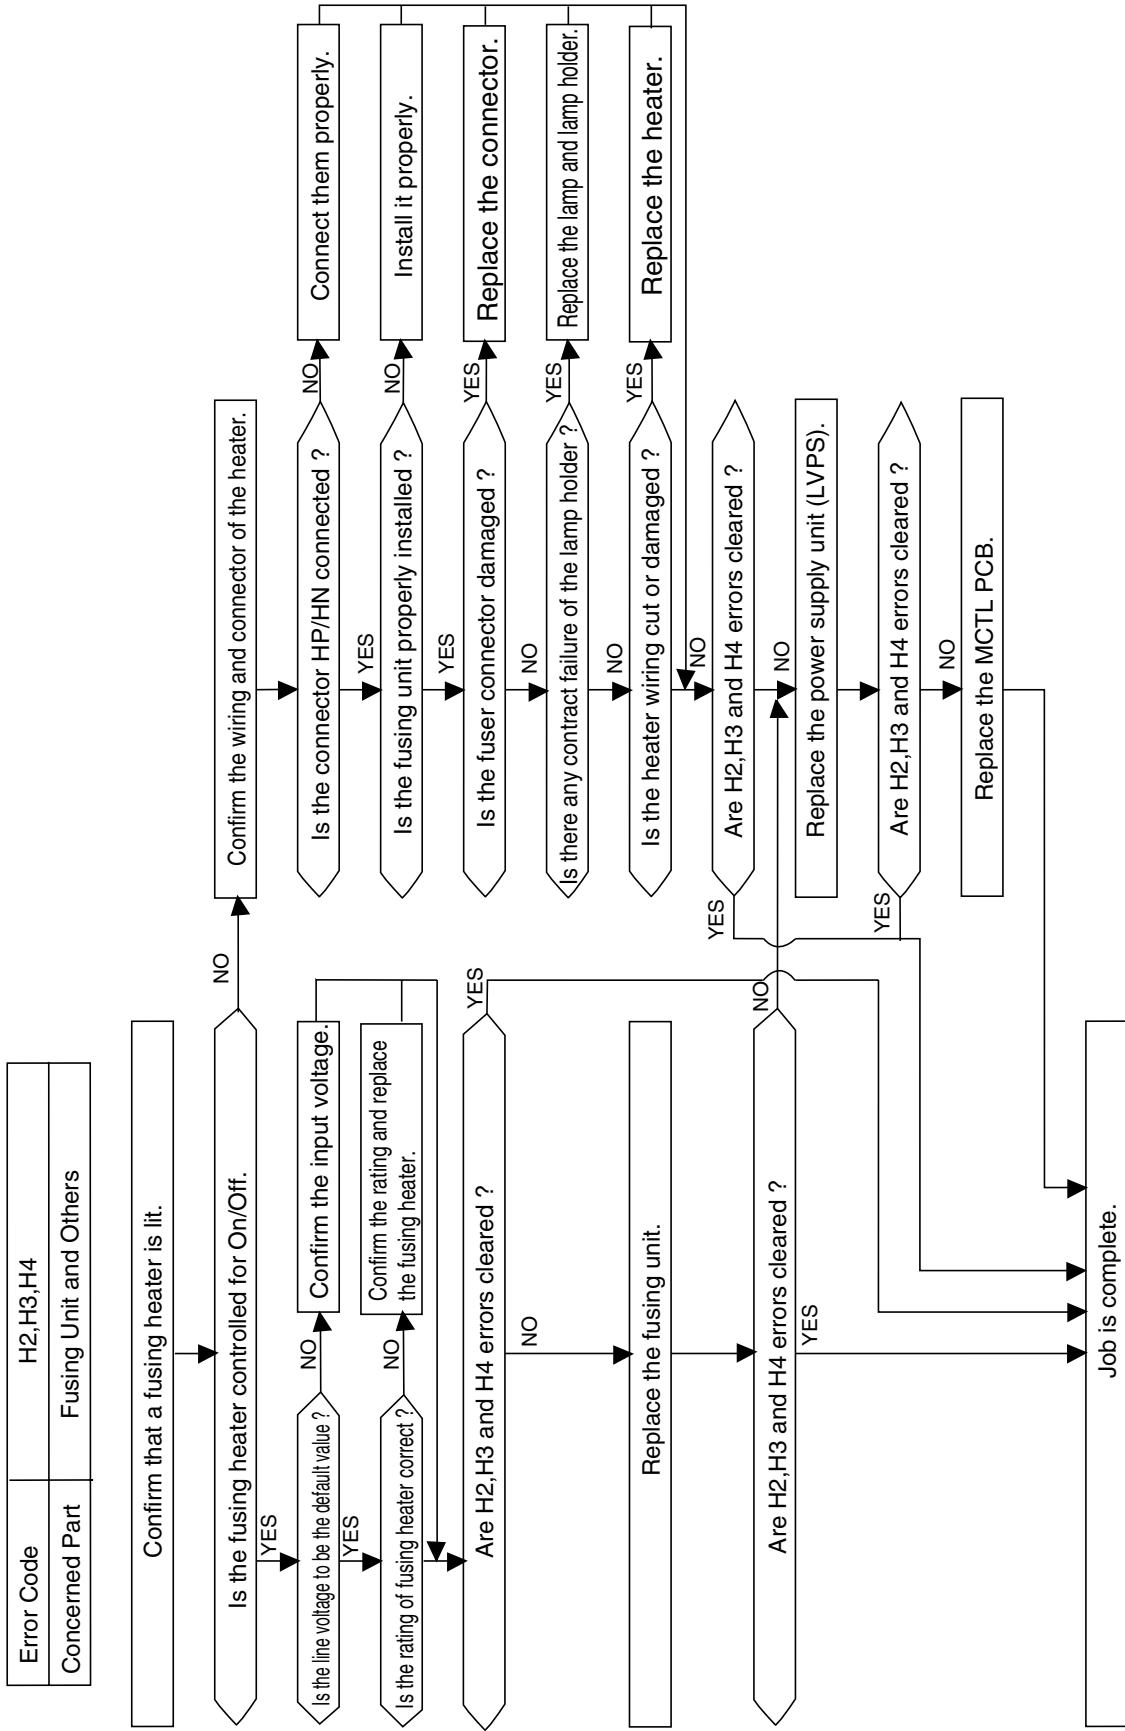 Error Code
H2,H3,H4
Concerned Part
Fusing Unit and Others
Confirm that a fusing heater is lit.
Is the fusing heater controlled for On/Off.
NO
YES
Is the line voltage to be the default value ?
NO
Confirm the input voltage.
YES
Is the rating of fusing heater correct ?
NO
Confirm the rating and replace
the fusing heater.
Are H2,H3 and H4 errors cleared ?
YES
NO
Replace the fusing unit.
Are H2,H3 and H4 errors cleared ?
NO
YES
Job is complete.
Confirm the wiring and connector of the heater.
Is the connector HP/HN connected ?
NO
Connect them properly.
YES
Is the fusing unit properly installed ?
NO
Install it properly.
YES
Is the fuser connector damaged ?
YES
Replace the connector.
NO
Is there any contract failure of the lamp holder ?
YES
Replace the lamp and lamp holder.
NO
Is the heater wiring cut or damaged ?
YES
Replace the heater.
NO
Are H2,H3 and H4 errors cleared ?
YES
NO
Replace the power supply unit (LVPS).
Are H2,H3 and H4 errors cleared ?
YES
NO
Replace the MCTL PCB.